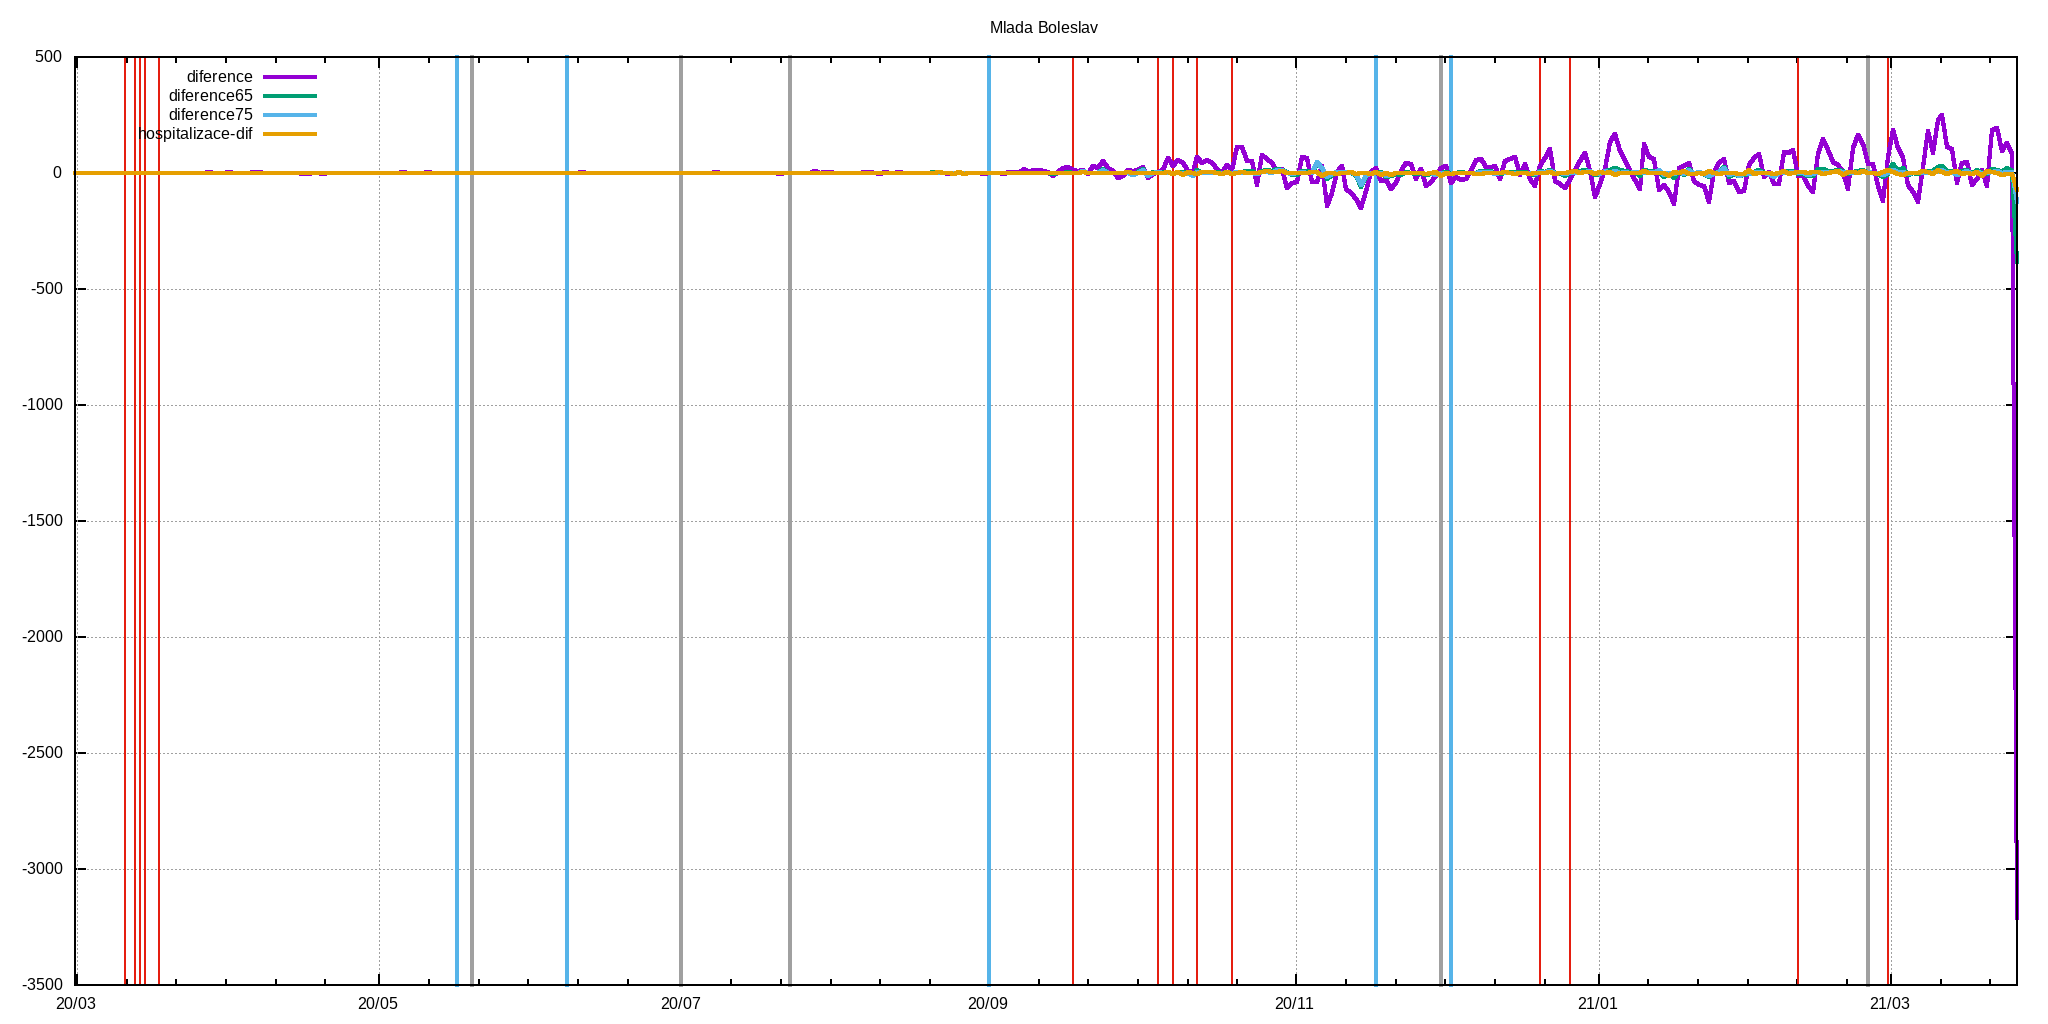 Mlada Boleslav
500
diference
diference65
diference75
hospitalizace-dif
0
-500
-1000
-1500
-2000
-2500
-3000
-3500
20/03 20/05 20/07 20/09 20/11 21/01 21/03